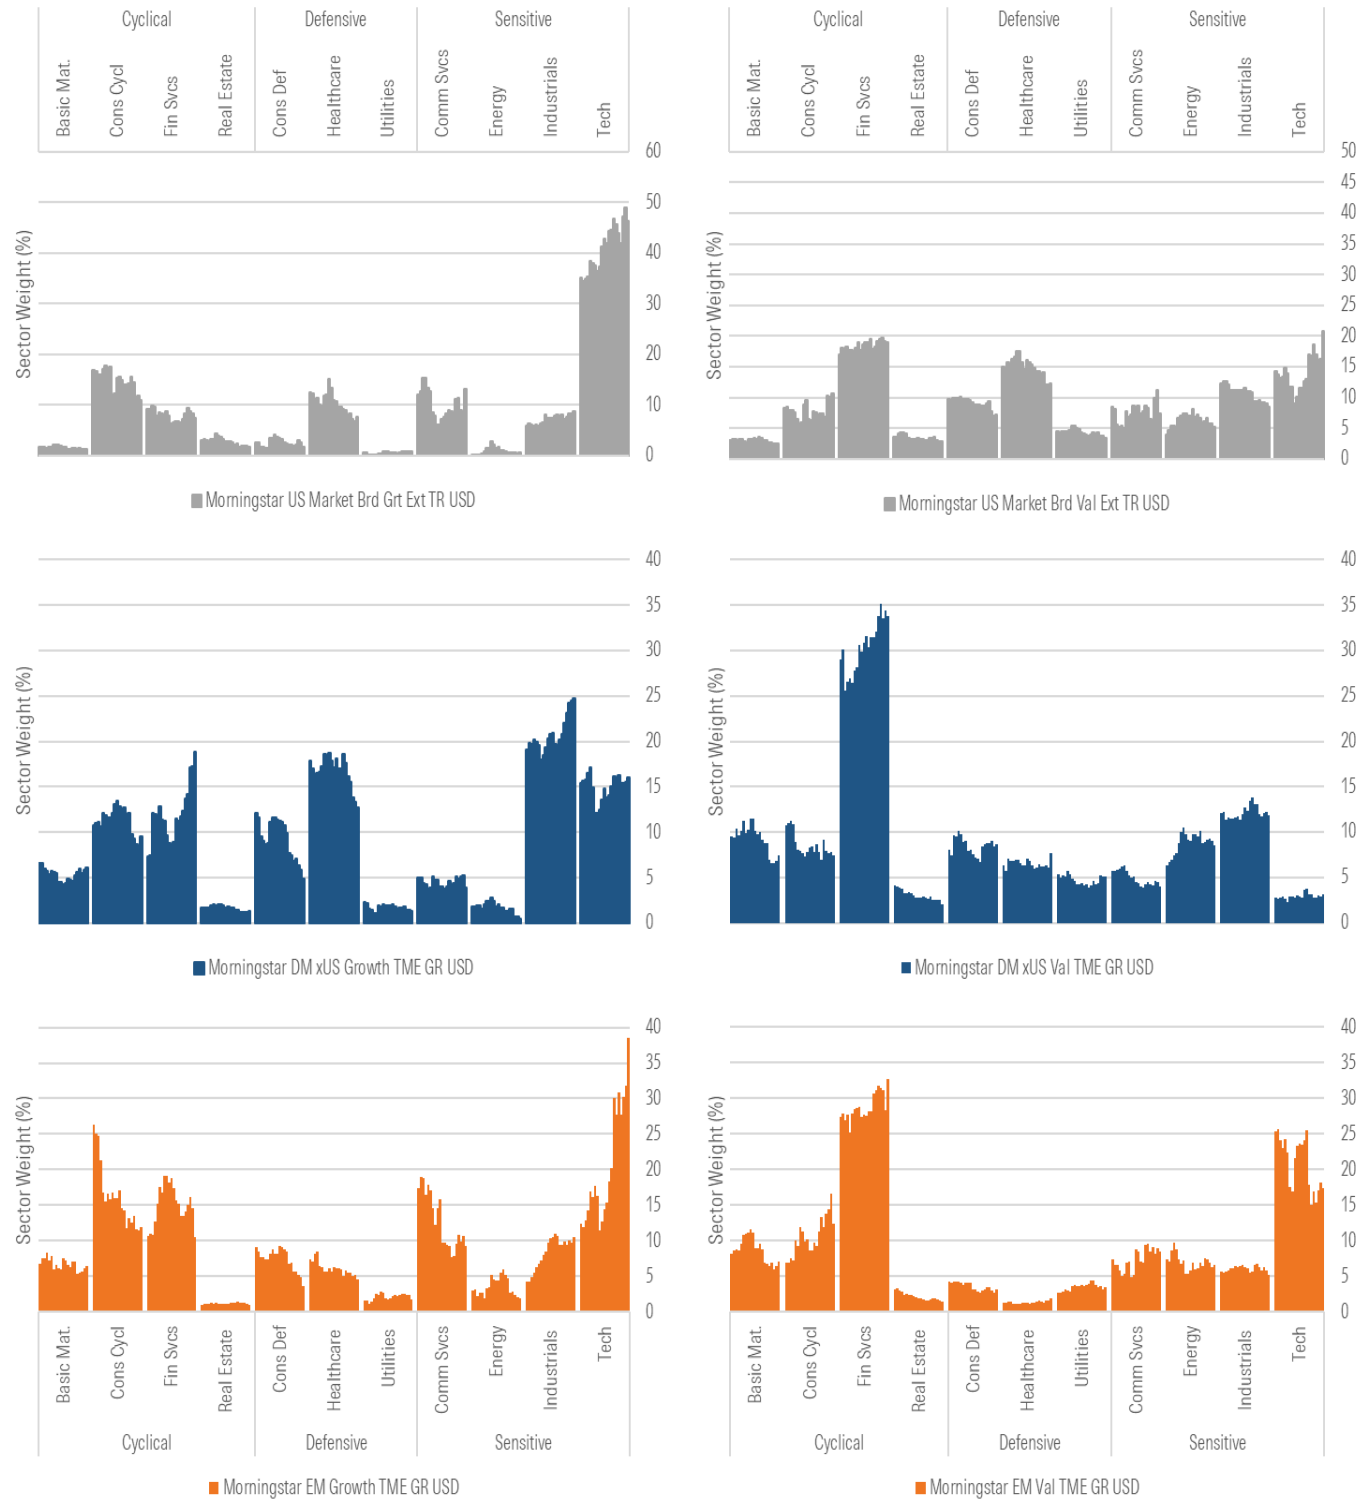 Cyclical Defensive Sensitive
Basic Mat. Cons Cycl Fin Svcs Real Estate Cons Def Healthcare Utilities Comm Svcs Energy Industrials Tech
Sector Weight (%)
60
50
40
30
20
10
0
Morningstar US Market Brd Grt Ext TR USD
Cyclical Defensive Sensitive
Basic Mat. Cons Cycl Fin Svcs Real Estate Cons Def Healthcare Utilities Comm Svcs Energy Industrials Tech
Sector Weight (%)
50
45
40
35
30
25
20
15
10
5
0
Morningstar US Market Brd Val Ext TR USD
Sector Weight (%)
40
35
30
25
20
15
10
5
0
Morningstar DM xUS Growth TME GR USD
Sector Weight (%)
40
35
30
25
20
15
10
5
0
Morningstar DM xUS Val TME GR USD
Sector Weight (%)
40
35
30
25
20
15
10
5
0
Basic Mat. Cons Cycl Fin Svcs Real Estate Cons Def Healthcare Utilities Comm Svcs Energy Industrials Tech
Cyclical Defensive Sensitive
Morningstar EM Growth TME GR USD
Sector Weight (%)
40
35
30
25
20
15
10
5
0
Basic Mat. Cons Cycl Fin Svcs Real Estate Cons Def Healthcare Utilities Comm Svcs Energy Industrials Tech
Cyclical Defensive Sensitive
Morningstar EM Val TME GR USD